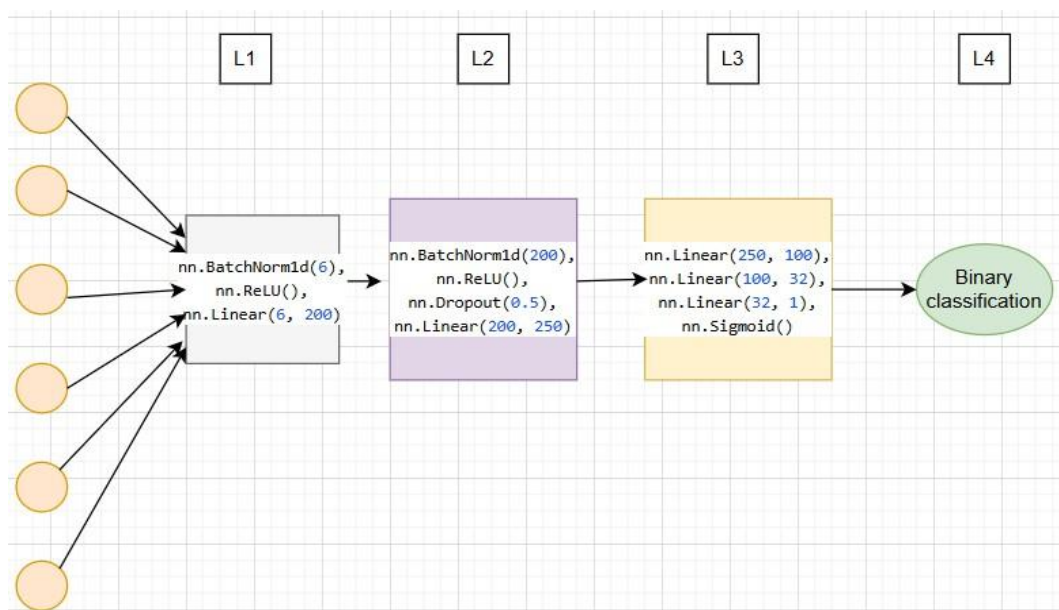 L1
L2
L3
L4
nn.BatchNorm1d(6),
nn.ReLU(),
nn.Linear(6, 200)
nn.BatchNorm1d(200),
nn.ReLU(),
nn.Dropout(0.5),
nn.Linear(200, 250)
nn.Linear(250, 100),
nn.Linear(100, 32),
nn.Linear(32, 1),
nn.Sigmoid()
Binary
classification